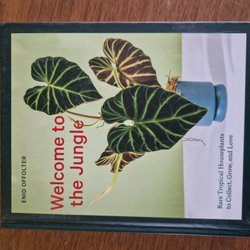 ENID OFFOLTER
Welcome to
the Jungle
Rare Tropical Houseplants
to Collect, Grow, and Love